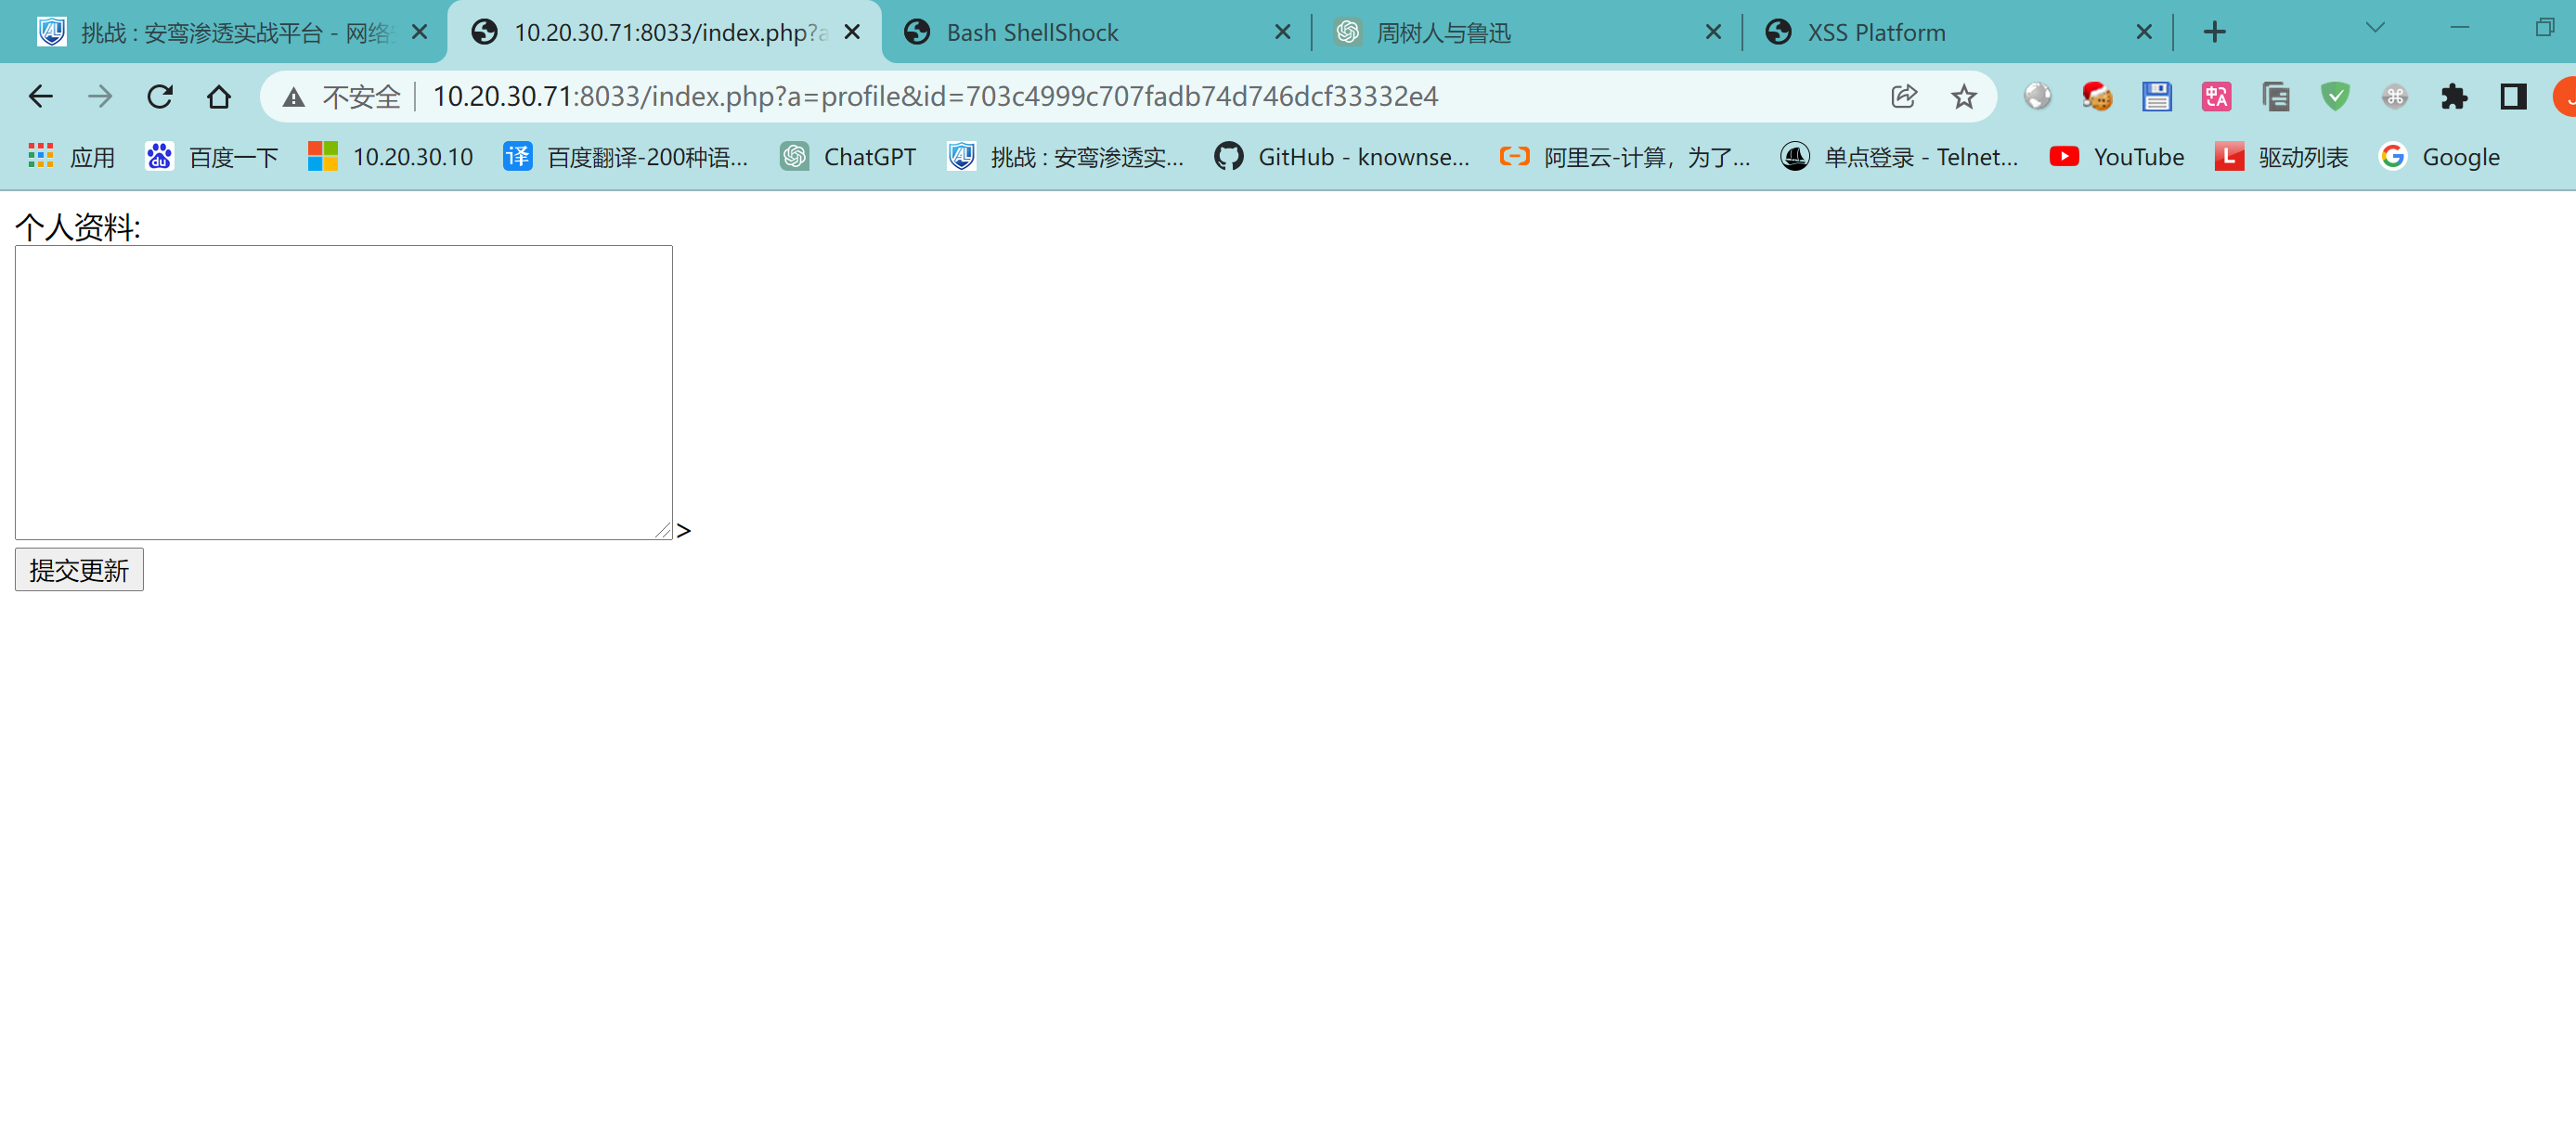 挑战 : 安鸾渗透实战平台 - 网络
10.20.30.71:8033/index.php?a
Bash ShellShock
周树人与鲁迅
XSS Platform
不安全
10.20.30.71:8033/index.php?a=profile&id=703c4999c707fadb74d746dcf33332e4
应用
百度一下
10.20.30.10
百度翻译-200种语...
ChatGPT
挑战 : 安鸾渗透实...
GitHub - knownse...
阿里云-计算，为了...
单点登录 - Telnet...
YouTube
驱动列表
Google
个人资料:
>
提交更新